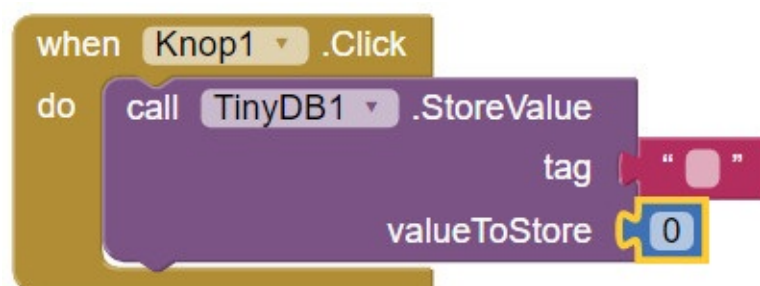 when Knop1 .Click
do call TinyDB1 .StoreValue
tag “ ”
valueToStore 0